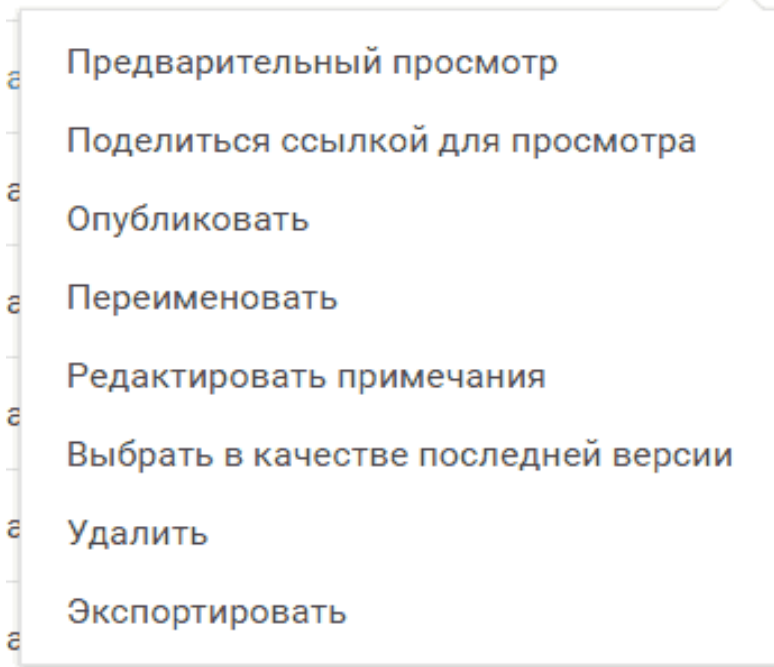 Предварительный просмотр
Поделиться ссылкой для просмотра
Опубликовать
Переименовать
Редактировать примечания
Выбрать в качестве последней версии
Удалить
Экспортировать